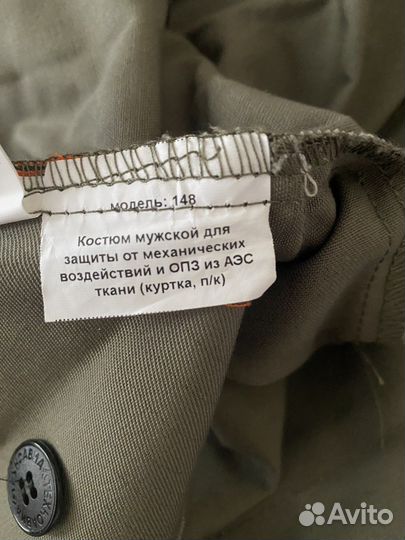 модель: 148
Костюм мужской для
защиты от механических
воздействий и ОПЗ из АЭС
ткани (куртка, п/к)
Avito